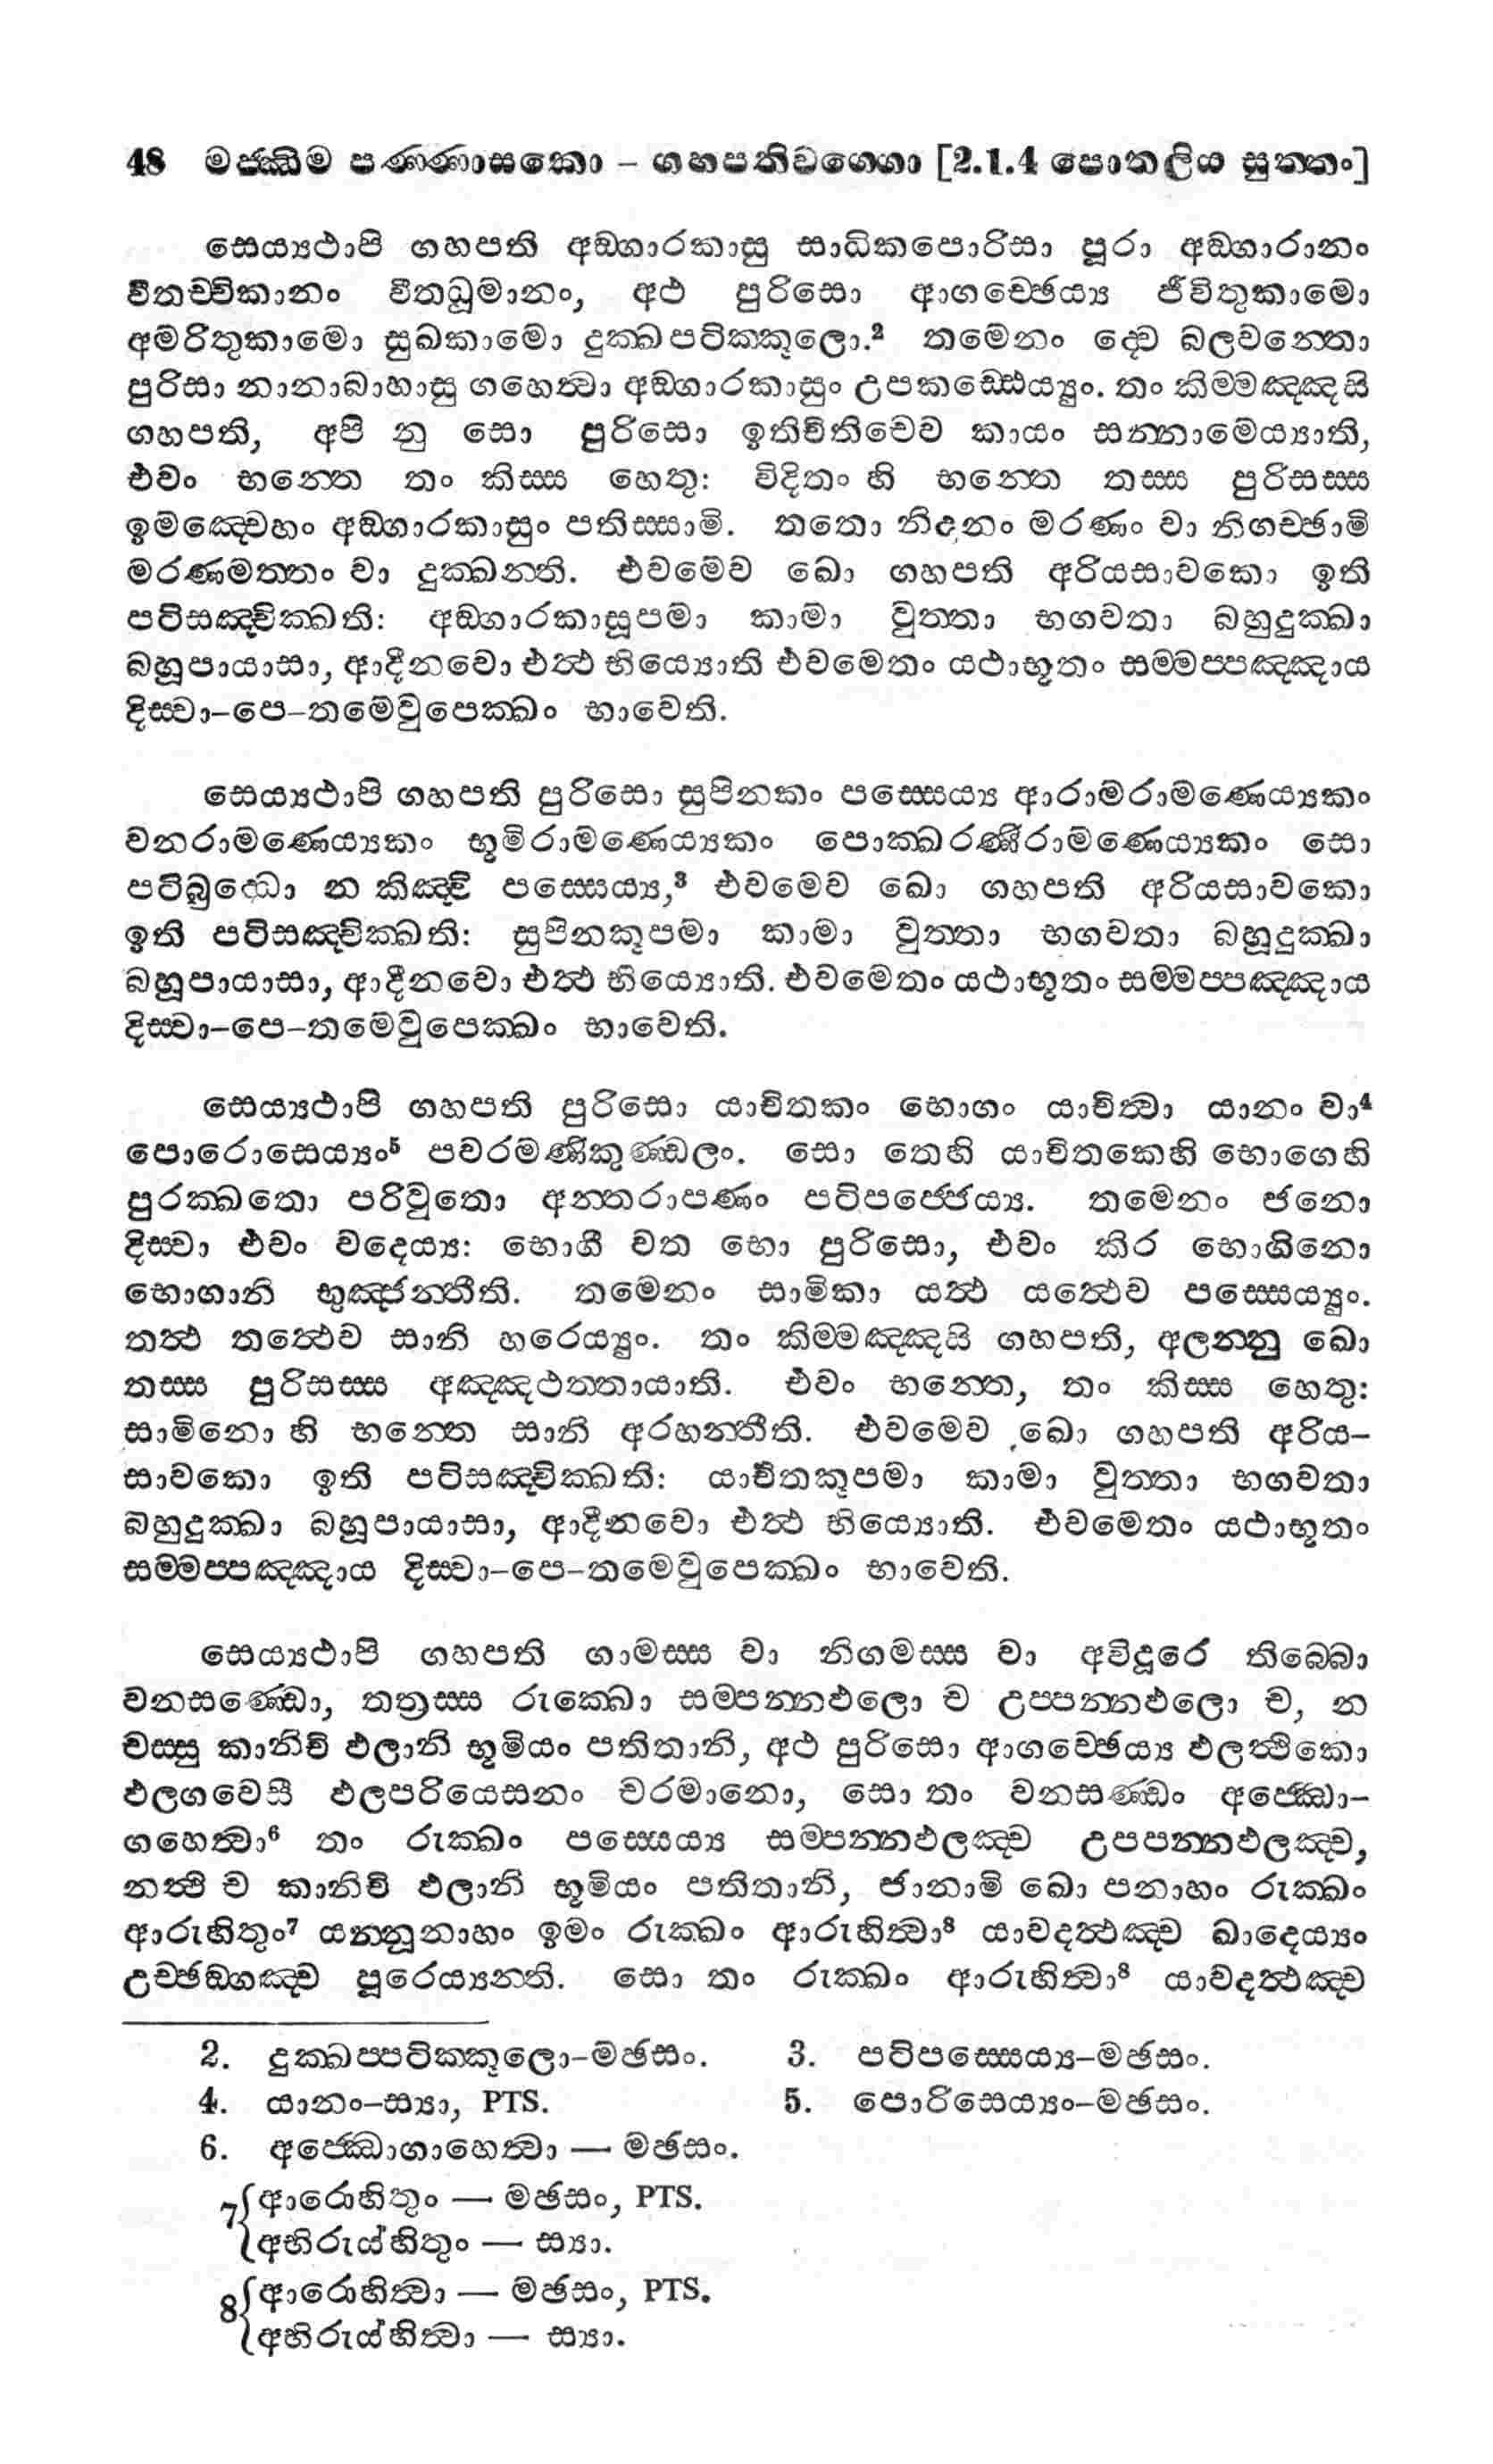 48 මජ්ඣිම පණ්ණාසකො – ගහපතිවග්ගො [2.1.4 පොතලිය සුත්තං]
සෙය්‍යථාපි ගහපති අඞ්ගාරකාසු සාධිකපොරිසා පූරා අඞ්ගාරානං
වීතච්චිකානං වීතධූමානං, අථ පුරිසො ආගච්ඡෙය්‍ය ජීවිතුකාමො
අමරිතුකාමො සුඛකාමො දුක්ඛපටික්කූලො.² තමෙනං ද්වෙ බලවන්තො
පුරිසා නානාබාහාසු ගහෙත්වා අඞ්ගාරකාසුං උපකඩ්ඪෙය්‍යුං. තං කිම්මඤ්ඤසි
ගහපති, අපි නු සො පුරිසො ඉතිචිතිචෙව කායං සන්නාමෙය්‍යාති,
එවං භන්තෙ තං කිස්ස හෙතු: විදිතං හි භන්තෙ තස්ස පුරිසස්ස
ඉමඤ්චෙහං අඞ්ගාරකාසුං පතිස්සාමි. තතො නිදානං මරණං වා නිගච්ඡාමි
මරණමත්තං වා දුක්ඛන්ති. එවමෙව ඛො ගහපති අරියසාවකො ඉති
පටිසඤ්චික්ඛති: අඞ්ගාරකාසූපමා කාමා වුත්තා භගවතා බහුදුක්ඛා
බහූපායාසා, ආදීනවො එත්ථ භිය්‍යොති එවමෙතං යථාභූතං සම්මප්පඤ්ඤාය
දිස්වා–පෙ–තමෙවුපෙක්ඛං භාවෙති.
සෙය්‍යථාපි ගහපති පුරිසො සුපිනකං පස්සෙය්‍ය ආරාමරාමණෙය්‍යකං
වනරාමණෙය්‍යකං භූමිරාමණෙය්‍යකං පොක්ඛරණීරාමණෙය්‍යකං සො
පටිබුද්ධො න කිඤ්චි පස්සෙය්‍ය,³ එවමෙව ඛො ගහපති අරියසාවකො
ඉති පටිසඤ්චික්ඛති: සුපිනකූපමා කාමා වුත්තා භගවතා බහූදුක්ඛා
බහූපායාසා, ආදීනවො එත්ථ භිය්‍යොති. එවමෙතං යථාභූතං සම්මප්පඤ්ඤාය
දිස්වා–පෙ–තමෙවුපෙක්ඛං භාවෙති.
සෙය්‍යථාපි ගහපති පුරිසො යාචිතකං භොගං යාචිත්වා යානං වා⁴
පොරොසෙය්‍යං⁵ පවරමණිකුණ්ඩලං. සො තෙහි යාචිතකෙහි භොගෙහි
පුරක්ඛතො පරිවුතො අන්තරාපණං පටිපජ්ජෙය්‍ය. තමෙනං ජනො
දිස්වා එවං වදෙය්‍ය: භොගී වත භො පුරිසො, එවං කිර භොගිනො
භොගානි භුඤ්ජන්තීති. තමෙනං සාමිකා යත්ථ යත්ථෙව පස්සෙය්‍යුං.
තත්ථ තත්ථෙව සානි හරෙය්‍යුං. තං කිම්මඤ්ඤසි ගහපති, අලන්නු ඛො
තස්ස පුරිසස්ස අඤ්ඤථත්තායාති. එවං භන්තෙ, තං කිස්ස හෙතු:
සාමිනො හි භන්තෙ සානි අරහන්තීති. එවමෙව ඛො ගහපති අරිය–
සාවකො ඉති පටිසඤ්චික්ඛති: යාචිතකූපමා කාමා වුත්තා භගවතා
බහුදුක්ඛා බහූපායාසා, ආදීනවො එත්ථ භිය්‍යොති. එවමෙතං යථාභූතං
සම්මප්පඤ්ඤාය දිස්වා–පෙ–තමෙවුපෙක්ඛං භාවෙති.
සෙය්‍යථාපි ගහපති ගාමස්ස වා නිගමස්ස වා අවිදූරෙ තිබ්බො
වනසණ්ඩො, තත්‍රස්ස රුක්ඛො සම්පන්නඵලො ච උප්පන්නඵලො ච, න
චස්සු කානිචි ඵලානි භූමියං පතිතානි, අථ පුරිසො ආගච්ඡෙය්‍ය ඵලත්ථිකො
ඵලගවෙසී ඵලපරියෙසනං චරමානො, සො තං වනසණ්ඩං අජ්ඣො–
ගහෙත්වා⁶ තං රුක්ඛං පස්සෙය්‍ය සම්පන්නඵලඤ්ච උපපන්නඵලඤ්ච,
නත්ථි ච කානිචි ඵලානි භූමියං පතිතානි, ජානාමි ඛො පනාහං රුක්ඛං
ආරුහිතුං⁷ යන්නූනාහං ඉමං රුක්ඛං ආරුහිත්වා⁸ යාවදත්ථඤ්ච ඛාදෙය්‍යං
උච්ඡඞ්ගඤ්ච පූරෙය්‍යන්ති. සො තං රුක්ඛං ආරුහිත්වා⁸ යාවදත්ථඤ්ච
2. දුක්ඛප්පටික්කූලො–මඡසං. 3. පටිපස්සෙය්‍ය–මඡසං.
4. යානං–ස්‍යා, PTS. 5. පොරිසෙය්‍යං–මඡසං.
6. අජ්ඣොගාහෙත්වා — මඡසං.
7 {ආරොහිතුං — මඡසං, PTS.
{අභිරුය්හිතුං — ස්‍යා.
8 {ආරොහිත්වා — මඡසං, PTS.
{අභිරුය්හිත්වා — ස්‍යා.